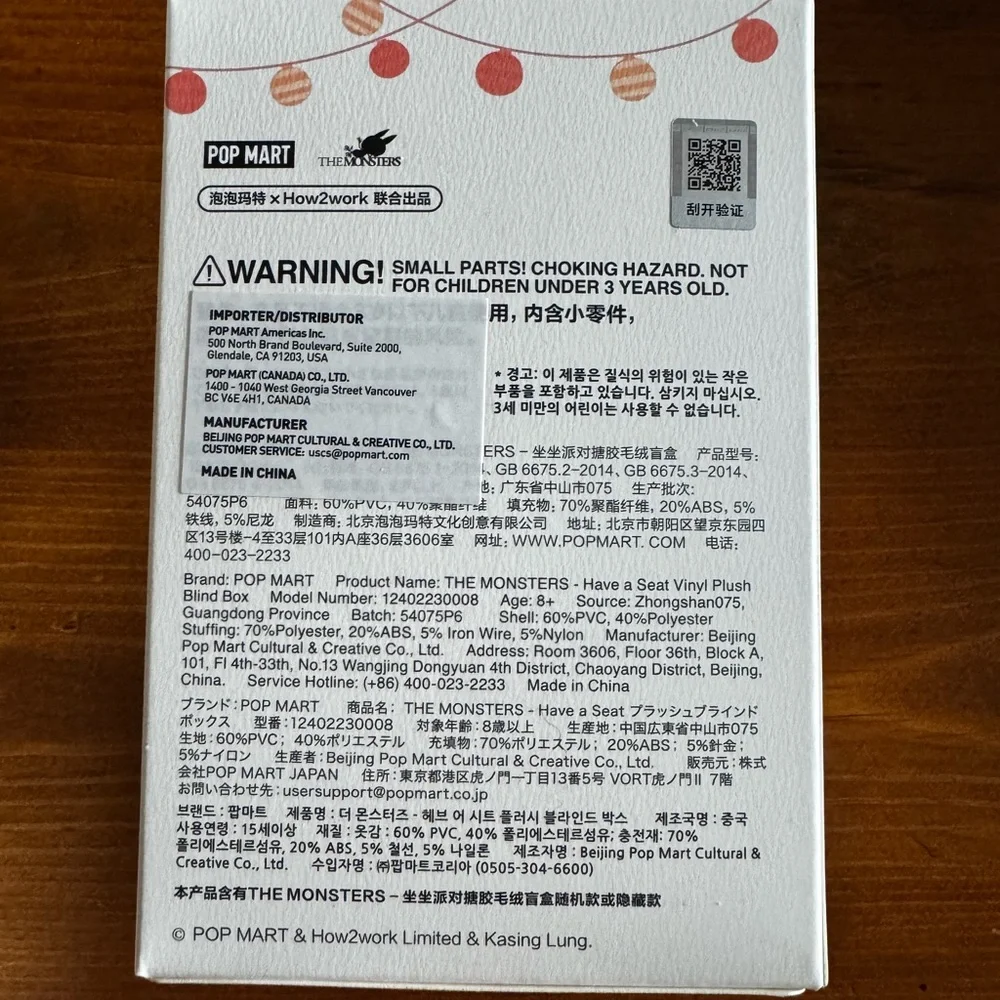 POP MART
THE MONSTERS
泡泡玛特 × How2work 联合出品
刮开验证
WARNING! SMALL PARTS! CHOKING HAZARD. NOT
FOR CHILDREN UNDER 3 YEARS OLD.
用，内含小零件，
IMPORTER/DISTRIBUTOR
POP MART Americas Inc.
500 North Brand Boulevard, Suite 2000,
Glendale, CA 91203, USA
POP MART (CANADA) CO., LTD.
1400 - 1040 West Georgia Street Vancouver
BC V6E 4H1, CANADA
MANUFACTURER
BEIJING POP MART CULTURAL & CREATIVE CO., LTD.
CUSTOMER SERVICE: uscs@popmart.com
MADE IN CHINA
* 경고: 이 제품은 질식의 위험이 있는 작은
부품을 포함하고 있습니다. 삼키지 마십시오.
3세 미만의 어린이는 사용할 수 없습니다.
ERS – 坐坐派对搪胶毛绒盲盒 产品型号:
、GB 6675.2–2014、GB 6675.3–2014、
地: 广东省中山市075 生产批次:
54075P6 面料: 60%PVC, 40%聚酯纤维 填充物: 70%聚酯纤维, 20%ABS, 5%
铁线, 5%尼龙 制造商: 北京泡泡玛特文化创意有限公司 地址: 北京市朝阳区望京东园四
区13号楼-4至33层101内A座36层3606室 网址: WWW.POPMART. COM 电话:
400-023-2233
Brand: POP MART Product Name: THE MONSTERS - Have a Seat Vinyl Plush
Blind Box Model Number: 12402230008 Age: 8+ Source: Zhongshan075,
Guangdong Province Batch: 54075P6 Shell: 60%PVC, 40%Polyester
Stuffing: 70%Polyester, 20%ABS, 5% Iron Wire, 5%Nylon Manufacturer: Beijing
Pop Mart Cultural & Creative Co., Ltd. Address: Room 3606, Floor 36th, Block A,
101, Fl 4th-33th, No.13 Wangjing Dongyuan 4th District, Chaoyang District, Beijing,
China. Service Hotline: (+86) 400-023-2233 Made in China
ブランド: POP MART 商品名: THE MONSTERS - Have a Seat プラッシュブラインド
ボックス 型番: 12402230008 対象年齢: 8歳以上 生産地: 中国広東省中山市075
生地: 60%PVC; 40%ポリエステル 充填物: 70%ポリエステル; 20%ABS; 5%針金;
5%ナイロン 生産者: Beijing Pop Mart Cultural & Creative Co., Ltd. 販売元: 株式
会社POP MART JAPAN 住所: 東京都港区虎ノ門一丁目13番5号 VORT虎ノ門Ⅱ 7階
お問い合わせ先: usersupport@popmart.co.jp
브랜드 : 팝마트 제품명 : 더 몬스터즈 - 헤브 어 시트 플러시 블라인드 박스 제조국명 : 중국
사용연령 : 15세이상 재질 : 옷감 : 60% PVC, 40% 폴리에스테르섬유; 충전재: 70%
폴리에스테르섬유, 20% ABS, 5% 철선, 5% 나일론 제조자명 : Beijing Pop Mart Cultural &
Creative Co., Ltd. 수입자명 : ㈜팝마트코리아 (0505-304-6600)
本产品含有THE MONSTERS – 坐坐派对搪胶毛绒盲盒随机款或隐藏款
© POP MART & How2work Limited & Kasing Lung.